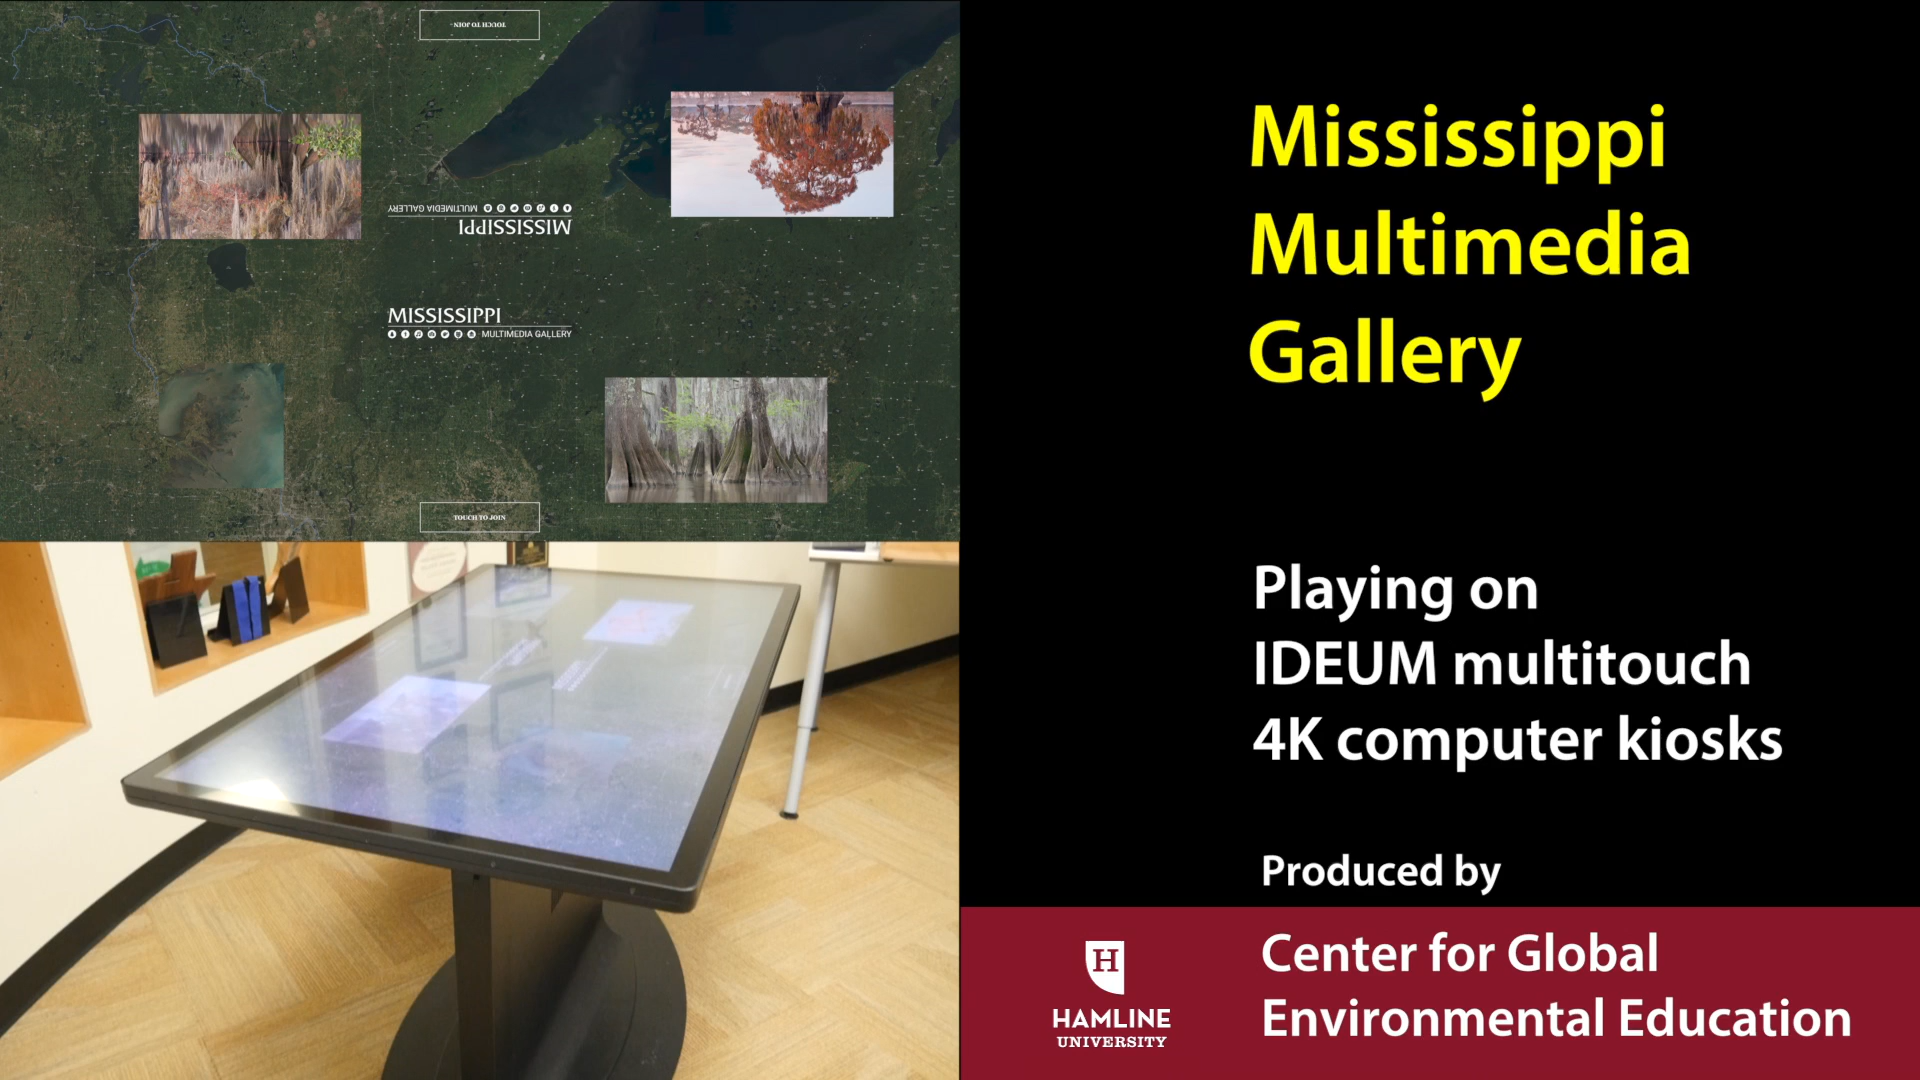 TOUCH TO JOIN
MULTIMEDIA GALLERY
MISSISSIPPI
MISSISSIPPI
MULTIMEDIA GALLERY
TOUCH TO JOIN
Mississippi
Multimedia
Gallery
Playing on
IDEUM multitouch
4K computer kiosks
Produced by
H
HAMLINE
UNIVERSITY
Center for Global
Environmental Education